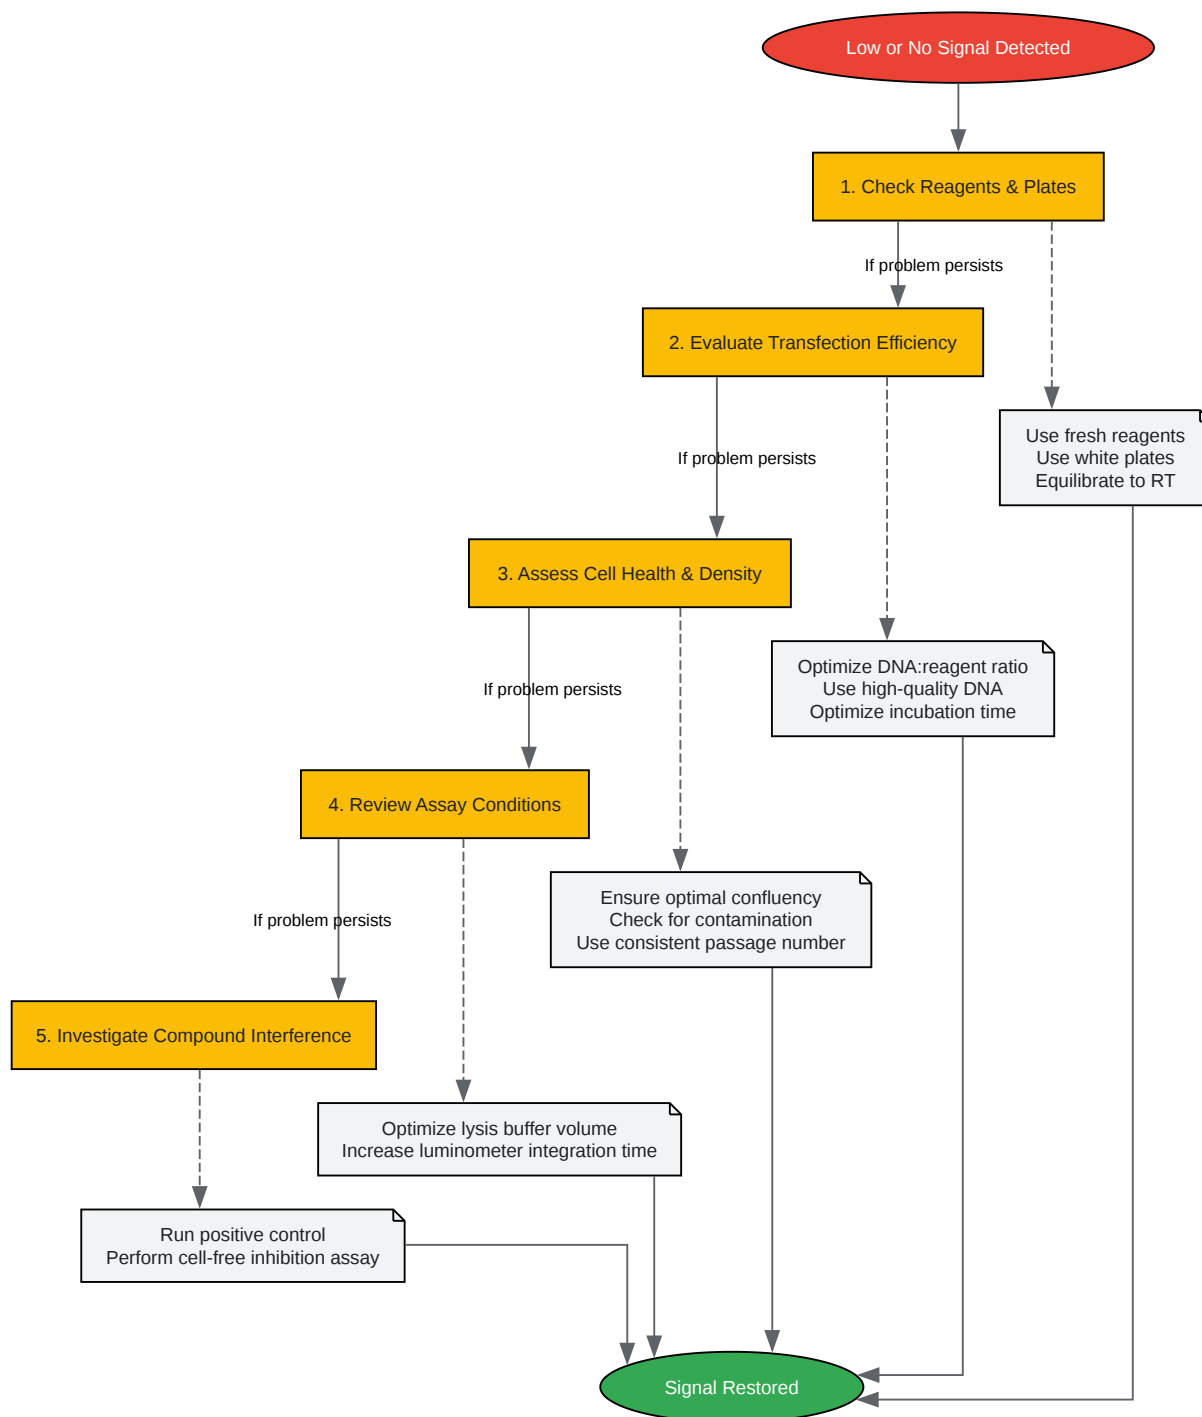 Low or No Signal Detected
1. Check Reagents & Plates
If problem persists
2. Evaluate Transfection Efficiency
Use fresh reagents
Use white plates
Equilibrate to RT
If problem persists
3. Assess Cell Health & Density
Optimize DNA:reagent ratio
Use high-quality DNA
Optimize incubation time
If problem persists
4. Review Assay Conditions
Ensure optimal confluency
Check for contamination
Use consistent passage number
If problem persists
5. Investigate Compound Interference
Optimize lysis buffer volume
Increase luminometer integration time
Run positive control
Perform cell-free inhibition assay
Signal Restored